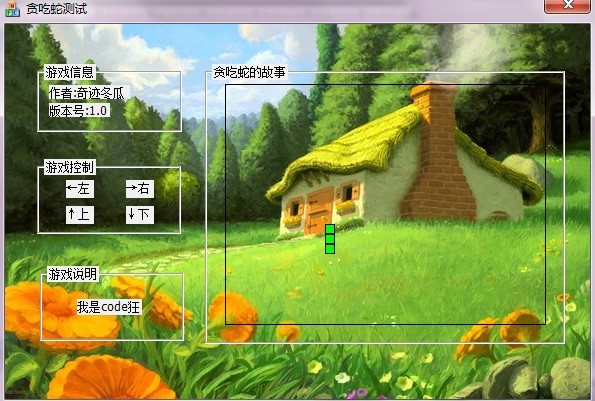 贪吃蛇测试
游戏信息
作者:奇迹冬瓜
版本号:1.0
游戏控制
←左
→右
↑上
↓下
游戏说明
我是code狂
贪吃蛇的故事